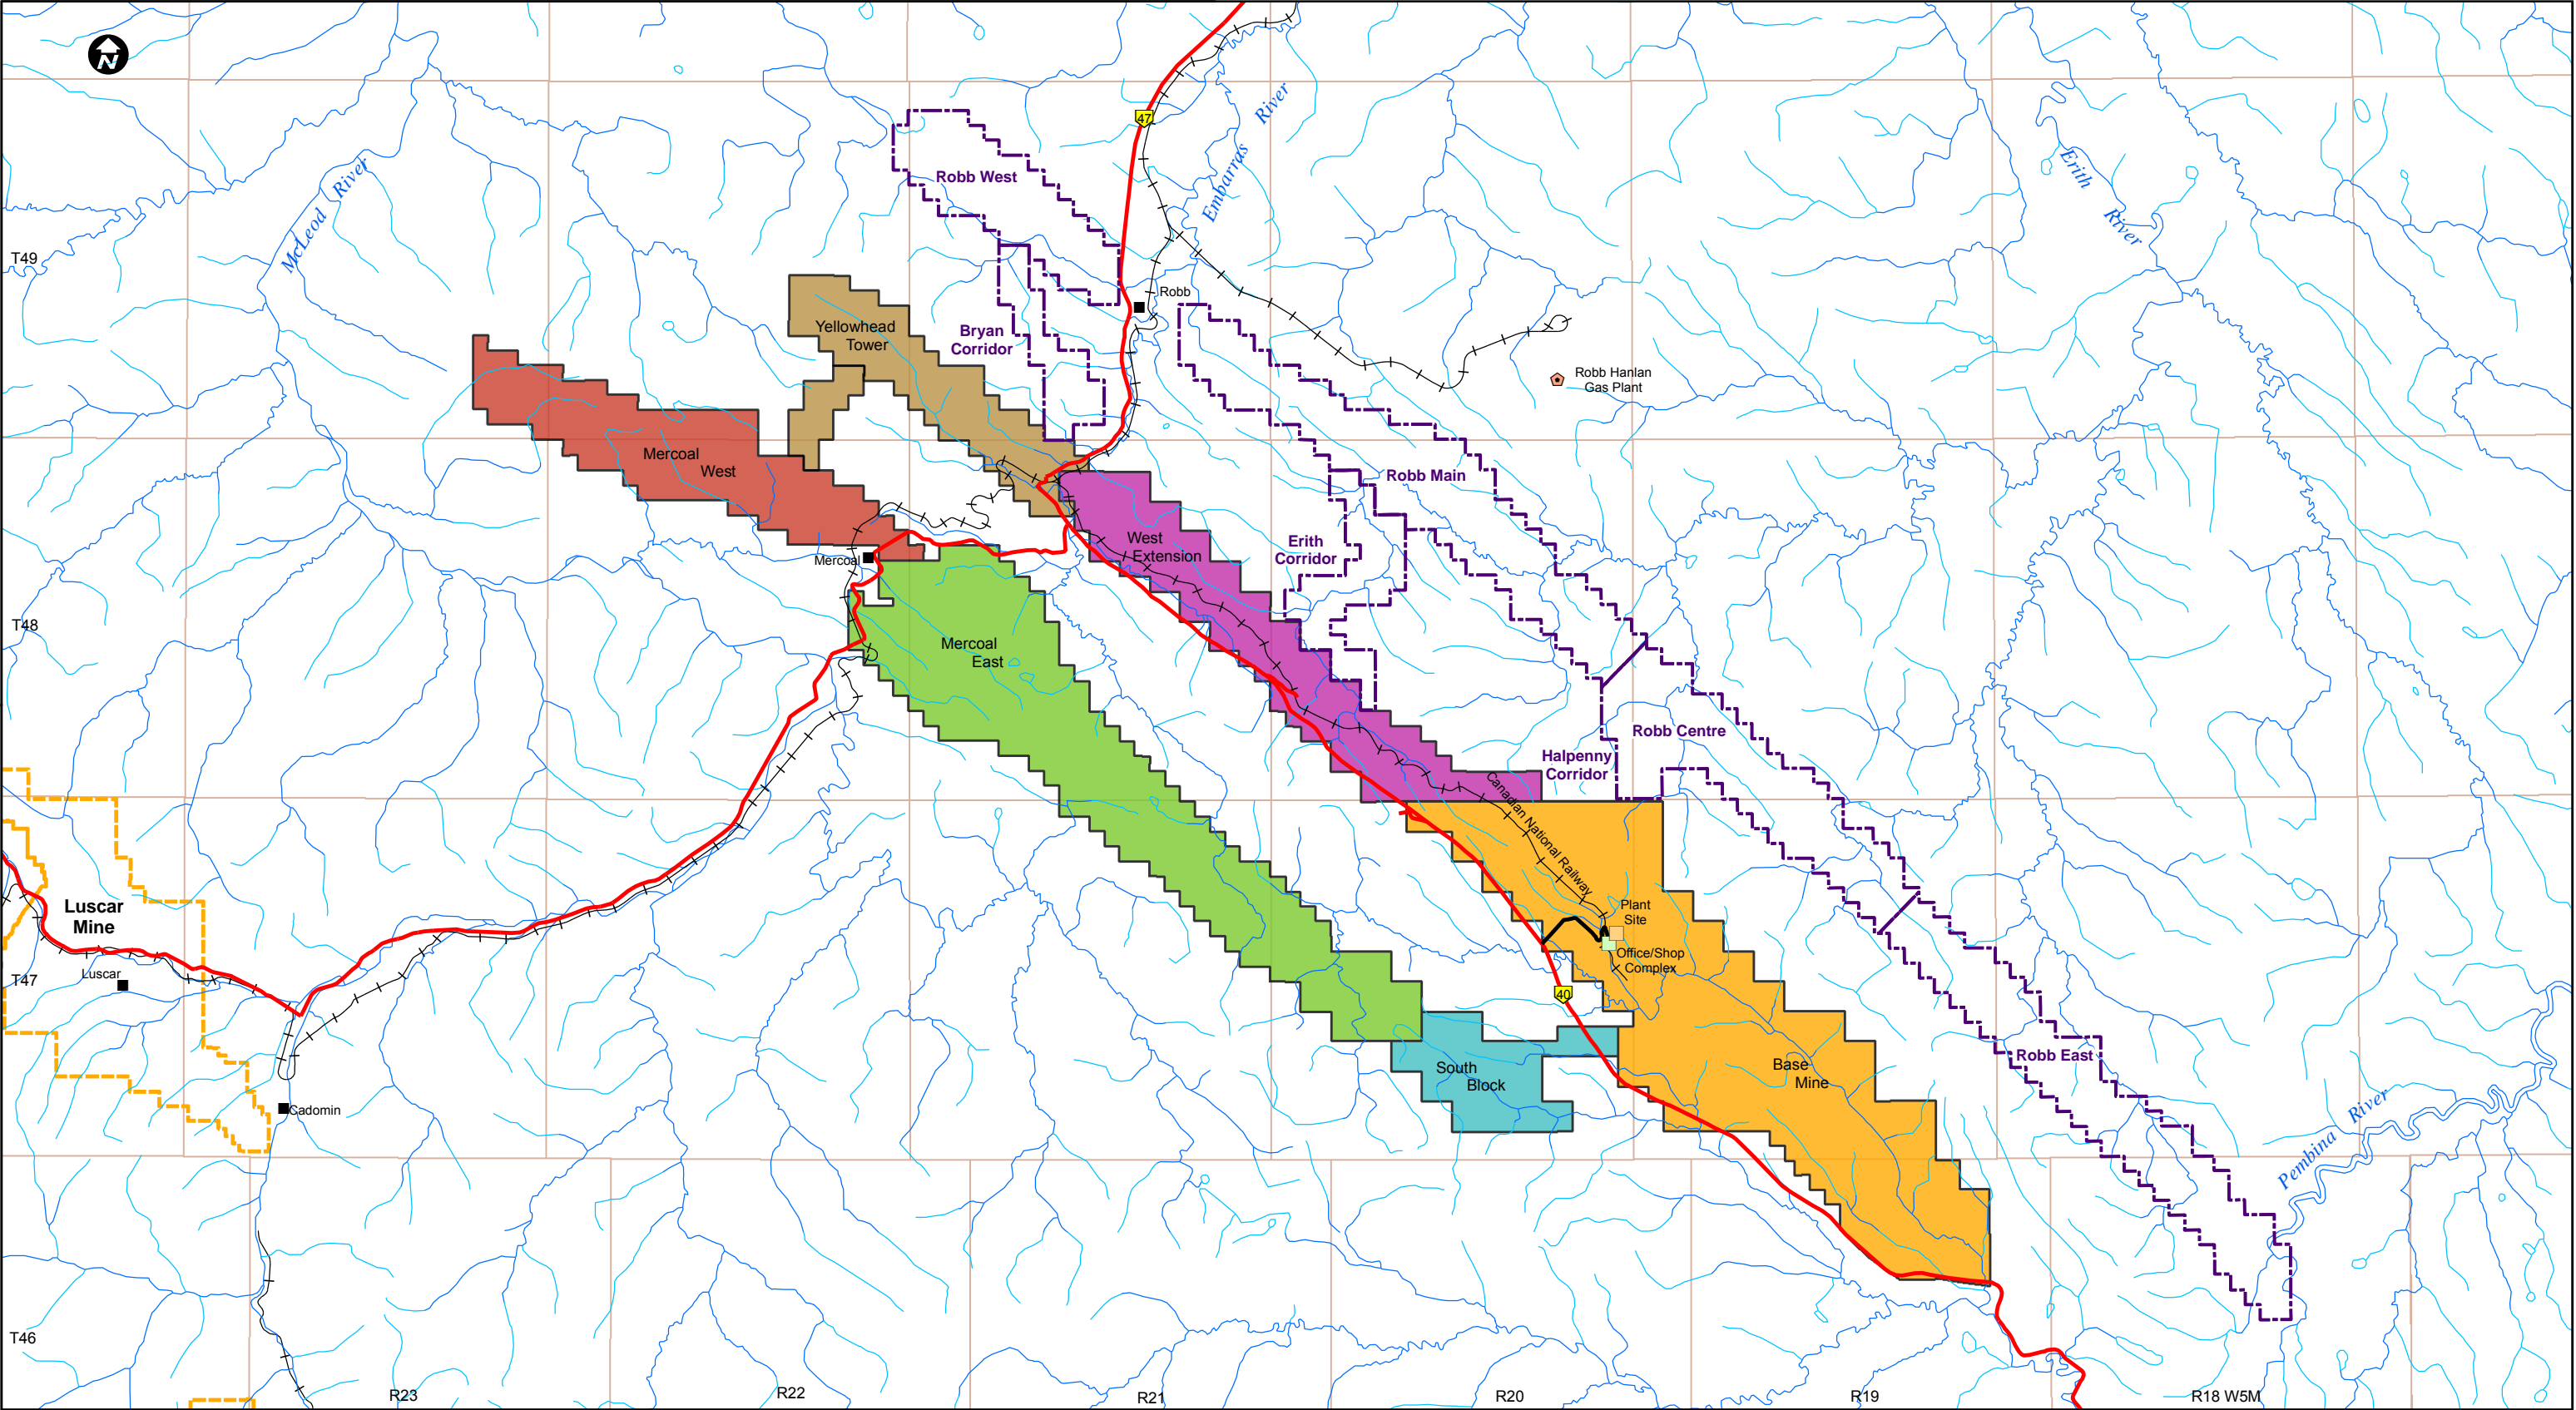 N
47
McLeod River
Embarras River
Erith River
Robb West
T49
Robb
Yellowhead
Tower
Bryan
Corridor
Robb Hanlan
Gas Plant
Mercoal
West
Robb Main
West
Extension
Erith
Corridor
Mercoal
T48
Mercoal
East
Robb Centre
Halpenny
Corridor
Canadian National Railway
Luscar
Mine
Plant
Site
Office/Shop
Complex
Luscar
T47
40
South
Block
Base
Mine
Robb East
Cadomin
Pembina River
T46
R23
R22
R21
R20
R19
R18 W5M